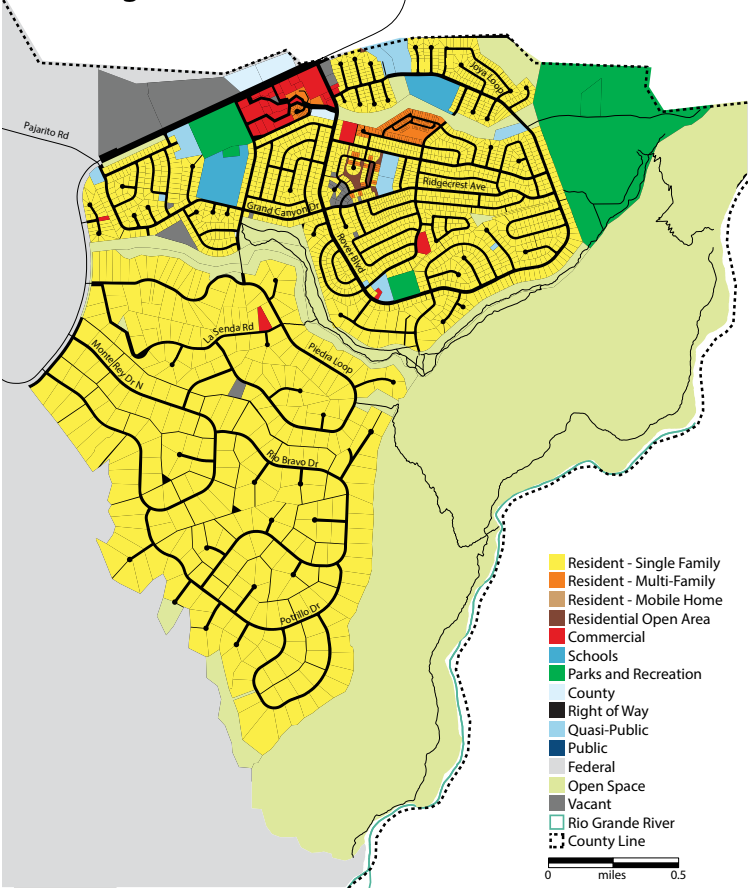 Joya Loop
Pajarito Rd
Ridgecrest Ave
Grand Canyon Dr
Rover Blvd
La Senda Rd
Piedra Loop
Monte Rey Dr N
Rio Bravo Dr
Potrillo Dr
Resident - Single Family
Resident - Multi-Family
Resident - Mobile Home
Residential Open Area
Commercial
Schools
Parks and Recreation
County
Right of Way
Quasi-Public
Public
Federal
Open Space
Vacant
Rio Grande River
County Line
0 miles 0.5